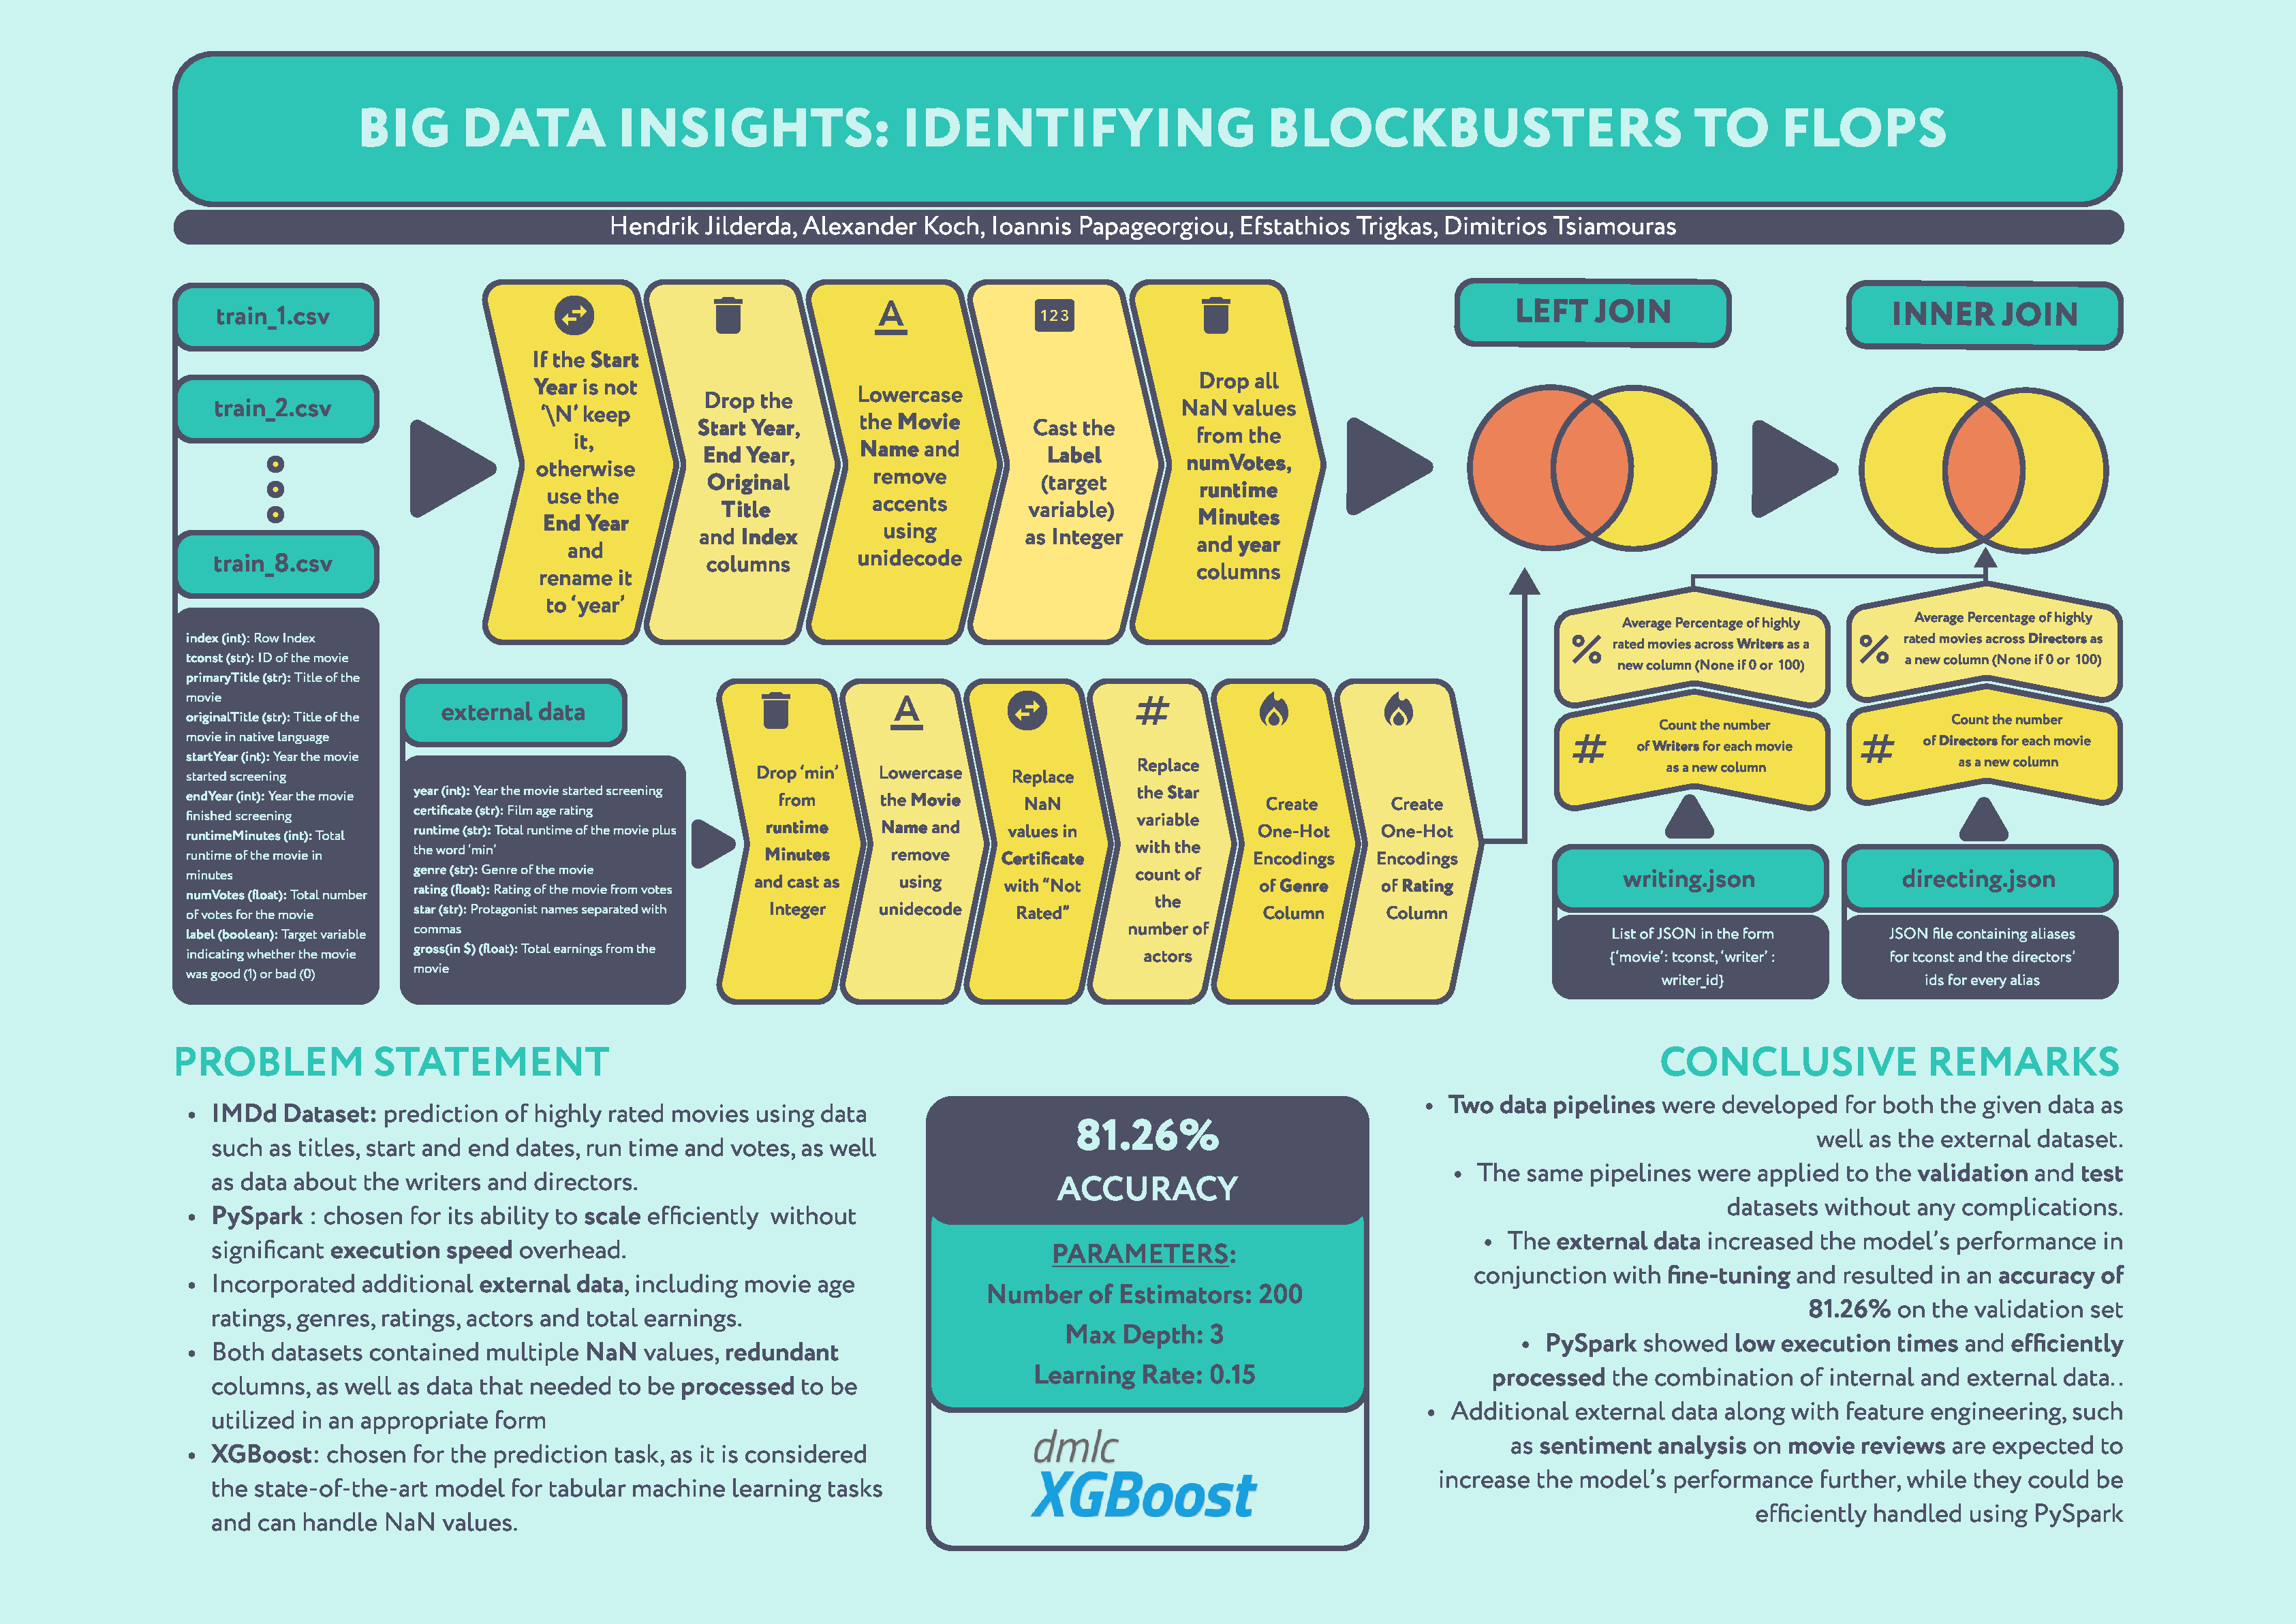 BIG DATA INSIGHTS: IDENTIFYING BLOCKBUSTERS TO FLOPS
Hendrik Jilderda, Alexander Koch, Ioannis Papageorgiou, Efstathios Trigkas, Dimitrios Tsiamouras
train_1.csv
train_2.csv
train_8.csv
index (int): Row Index
tconst (str): ID of the movie
primaryTitle (str): Title of the
movie
originalTitle (str): Title of the
movie in native language
startYear (int): Year the movie
started screening
endYear (int): Year the movie
finished screening
runtimeMinutes (int): Total
runtime of the movie in
minutes
numVotes (float): Total number
of votes for the movie
label (boolean): Target variable
indicating whether the movie
was good (1) or bad (0)
If the Start
Year is not
'\N' keep
it,
otherwise
use the
End Year
and
rename it
to 'year'
Drop the
Start Year,
End Year,
Original
Title
and Index
columns
Lowercase
the Movie
Name and
remove
accents
using
unidecode
123
Cast the
Label
(target
variable)
as Integer
Drop all
NaN values
from the
numVotes,
runtime
Minutes
and year
columns
LEFT JOIN
INNER JOIN
external data
year (int): Year the movie started screening
certificate (str): Film age rating
runtime (str): Total runtime of the movie plus
the word 'min'
genre (str): Genre of the movie
rating (float): Rating of the movie from votes
star (str): Protagonist names separated with
commas
gross(in $) (float): Total earnings from the
movie
Drop 'min'
from
runtime
Minutes
and cast as
Integer
A
Lowercase
the Movie
Name and
remove
using
unidecode
Replace
NaN
values in
Certificate
with "Not
Rated"
#
Replace
the Star
variable
with the
count of
the
number of
actors
Create
One-Hot
Encodings
of Genre
Column
Create
One-Hot
Encodings
of Rating
Column
%
Average Percentage of highly
rated movies across Writers as a
new column (None if 0 or 100)
#
Count the number
of Writers for each movie
as a new column
writing.json
List of JSON in the form
{'movie': tconst, 'writer' :
writer_id}
%
Average Percentage of highly
rated movies across Directors as
a new column (None if 0 or 100)
#
Count the number
of Directors for each movie
as a new column
directing.json
JSON file containing aliases
for tconst and the directors'
ids for every alias
PROBLEM STATEMENT
• IMDd Dataset: prediction of highly rated movies using data
such as titles, start and end dates, run time and votes, as well
as data about the writers and directors.
• PySpark : chosen for its ability to scale efficiently without
significant execution speed overhead.
• Incorporated additional external data, including movie age
ratings, genres, ratings, actors and total earnings.
• Both datasets contained multiple NaN values, redundant
columns, as well as data that needed to be processed to be
utilized in an appropriate form
• XGBoost: chosen for the prediction task, as it is considered
the state-of-the-art model for tabular machine learning tasks
and can handle NaN values.
81.26%
ACCURACY
PARAMETERS:
Number of Estimators: 200
Max Depth: 3
Learning Rate: 0.15
dmlc
XGBoost
CONCLUSIVE REMARKS
• Two data pipelines were developed for both the given data as
well as the external dataset.
• The same pipelines were applied to the validation and test
datasets without any complications.
• The external data increased the model's performance in
conjunction with fine-tuning and resulted in an accuracy of
81.26% on the validation set
• PySpark showed low execution times and efficiently
processed the combination of internal and external data..
• Additional external data along with feature engineering, such
as sentiment analysis on movie reviews are expected to
increase the model's performance further, while they could be
efficiently handled using PySpark